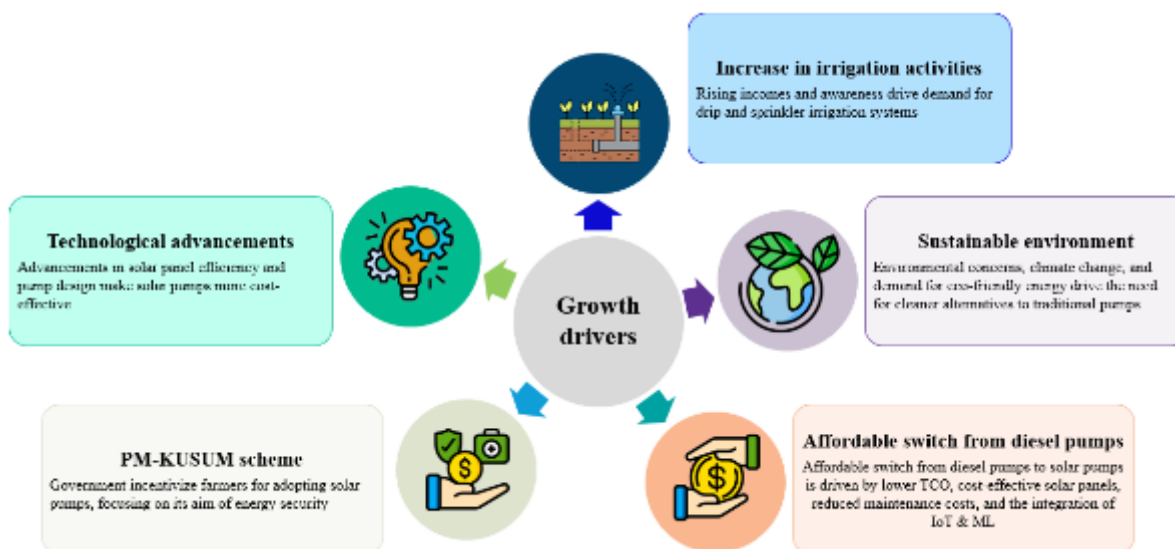 Increase in irrigation activities
Rising incomes and awareness drive demand for
drip and sprinkler irrigation systems
Technological advancements
Advancements in solar panel efficiency and
pump design make solar pumps more cost-
effective
Sustainable environment
Environmental concerns, climate change, and
demand for eco-friendly energy drive the need
for cleaner alternatives to traditional pumps
Growth
drivers
PM-KUSUM scheme
Government incentivize farmers for adopting solar
pumps, focusing on its aim of energy security
Affordable switch from diesel pumps
Affordable switch from diesel pumps to solar pumps
is driven by lower TCO, cost-effective solar panels,
reduced maintenance costs, and the integration of
IoT & ML
$
$